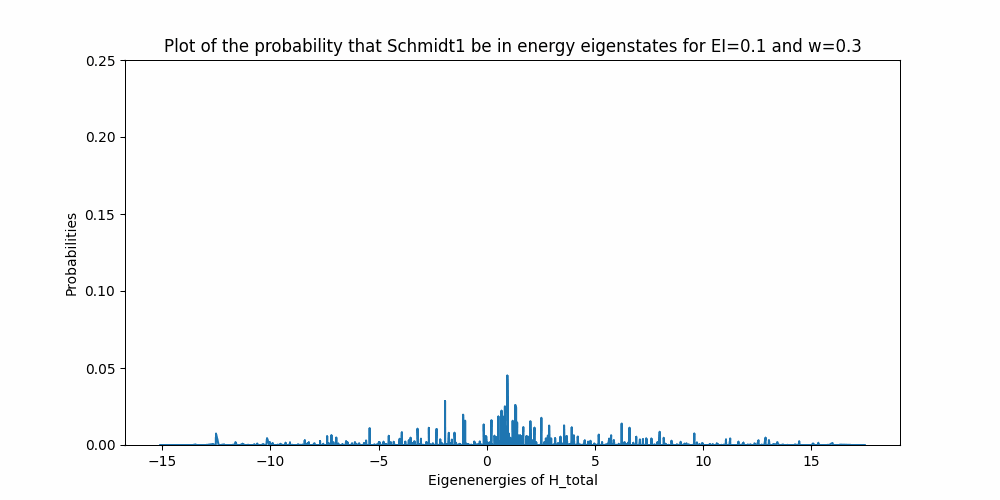 Plot of the probability that Schmidt1 be in energy eigenstates for EI=0.1 and w=0.3
0.25
0.20
0.15
0.10
0.05
0.00
Probabilities
−15 −10 −5 0 5 10 15
Eigenenergies of H_total